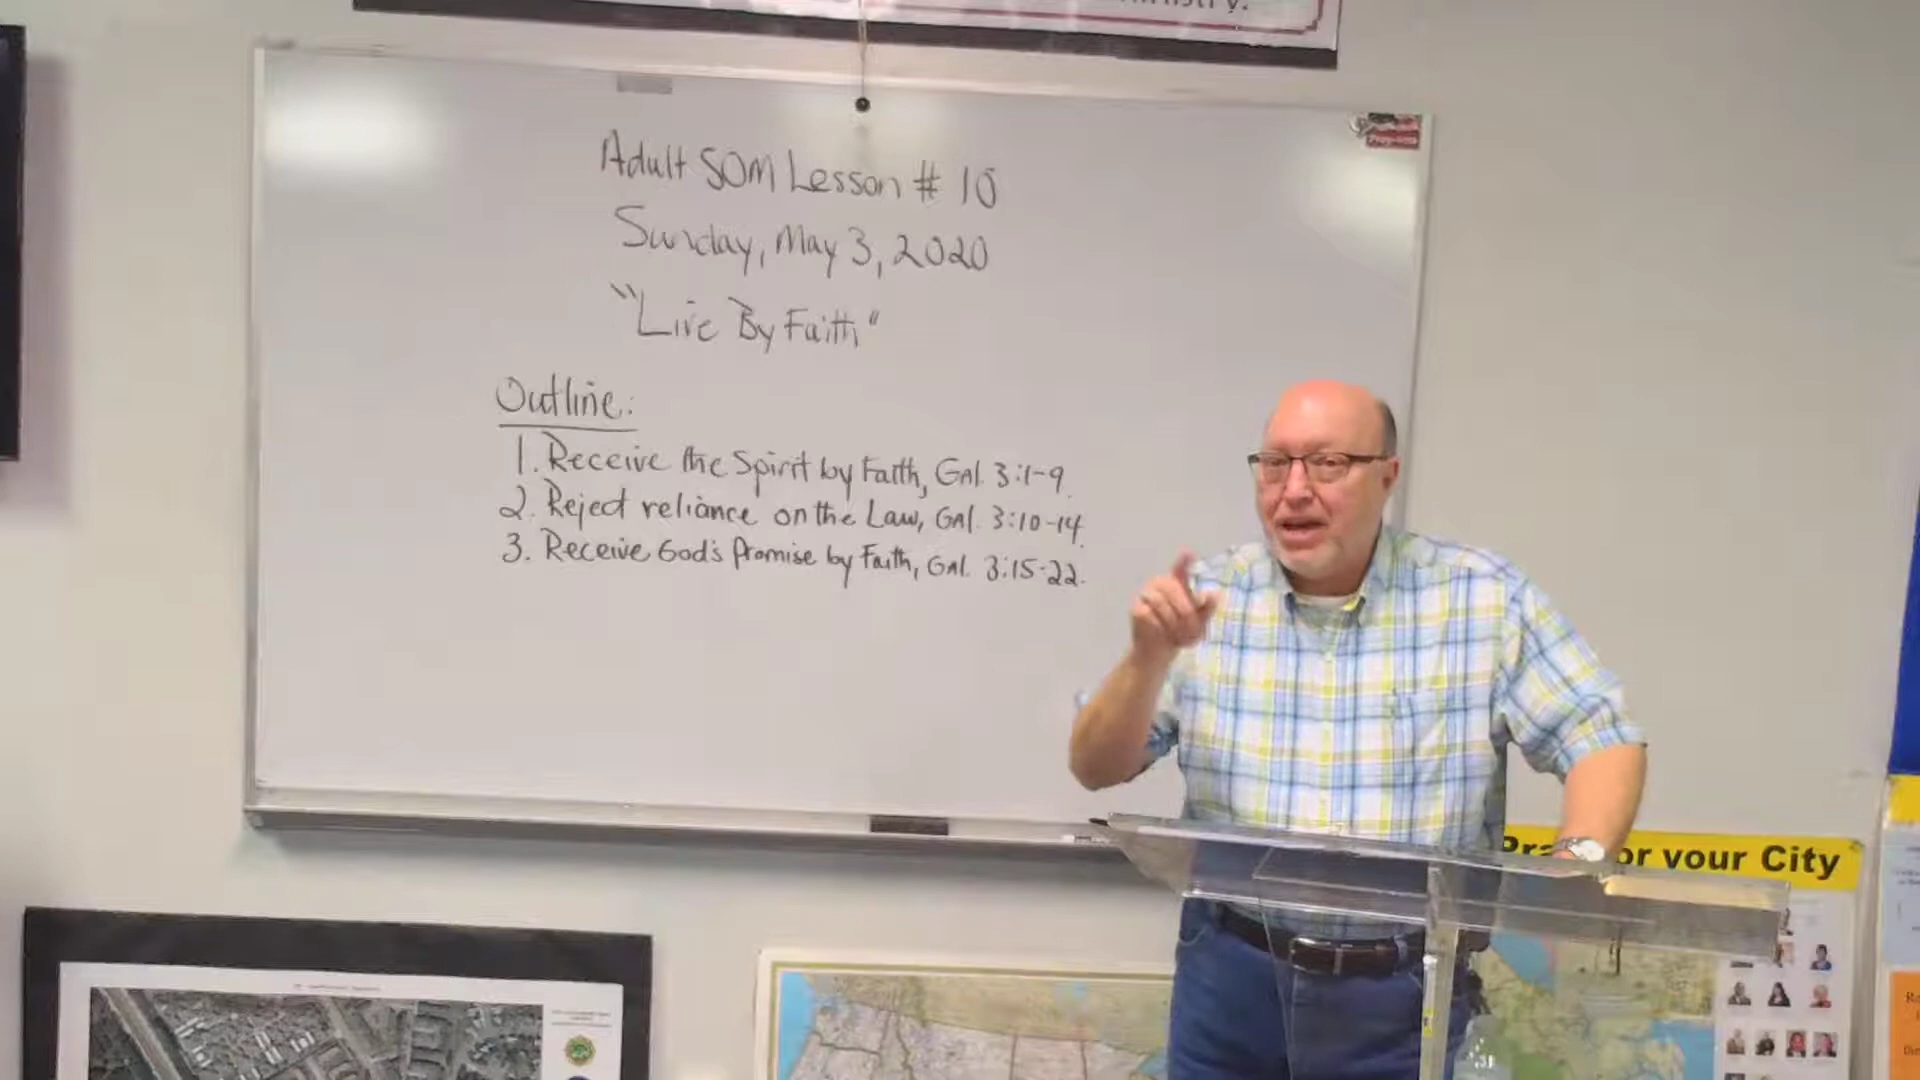 Adult SOM Lesson # 10
Sunday, May 3, 2020
"Live By Faith"
Outline:
1. Receive the Spirit by Faith, GAl. 3:1-9.
2. Reject reliance on the Law, GAl. 3:10-14.
3. Receive God's Promise by Faith, GAl. 3:15-22.
or your City